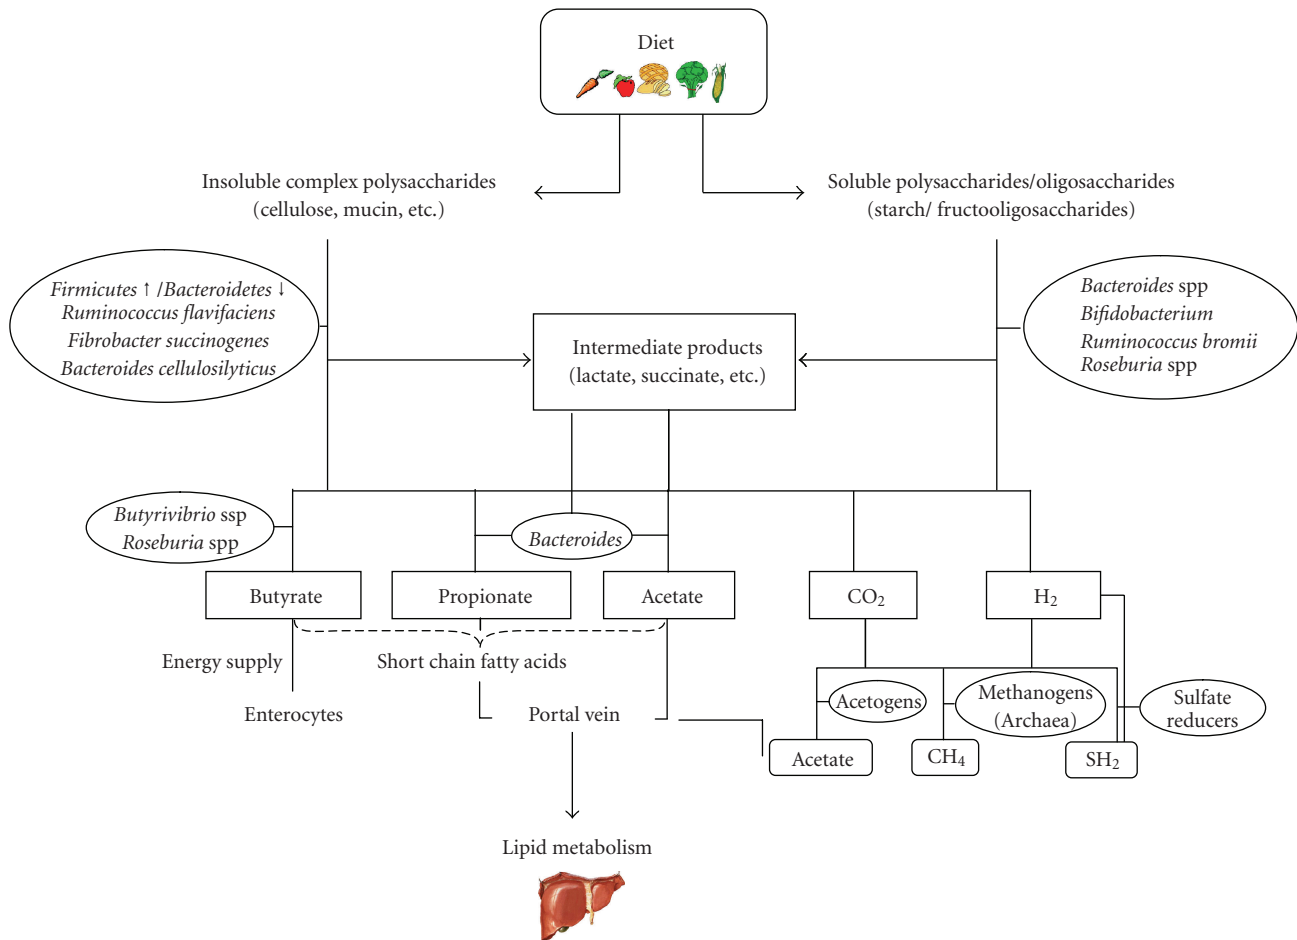 Diet
Insoluble complex polysaccharides
(cellulose, mucin, etc.)
Soluble polysaccharides/oligosaccharides
(starch/ fructooligosaccharides)
Firmicutes ↑ /Bacteroidetes ↓
Ruminococcus flavifaciens
Fibrobacter succinogenes
Bacteroides cellulosilyticus
Intermediate products
(lactate, succinate, etc.)
Bacteroides spp
Bifidobacterium
Ruminococcus bromii
Roseburia spp
Butyrivibrio ssp
Roseburia spp
Bacteroides
Butyrate
Propionate
Acetate
CO₂
H₂
Energy supply
Short chain fatty acids
Enterocytes
Portal vein
Acetogens
Methanogens
(Archaea)
Sulfate
reducers
Acetate
CH₄
SH₂
Lipid metabolism